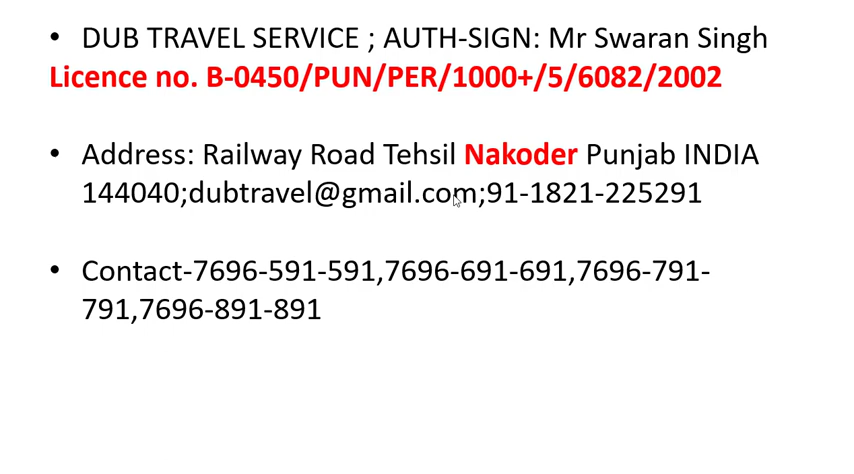 • DUB TRAVEL SERVICE ; AUTH-SIGN: Mr Swaran Singh
Licence no. B-0450/PUN/PER/1000+/5/6082/2002
• Address: Railway Road Tehsil Nakoder Punjab INDIA
144040;dubtravel@gmail.com;91-1821-225291
• Contact-7696-591-591,7696-691-691,7696-791-
791,7696-891-891